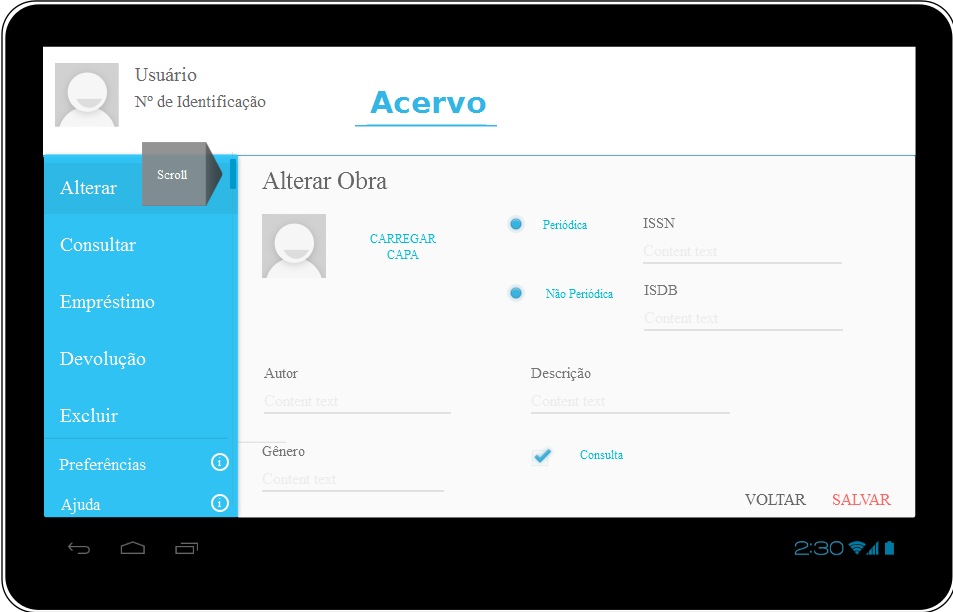 Usuário
Nº de Identificação
Acervo
Scroll
Alterar
Consultar
Empréstimo
Devolução
Excluir
Preferências
Ajuda
Alterar Obra
CARREGAR
CAPA
Periódica
ISSN
Content text
Não Periódica
ISDB
Content text
Autor
Content text
Descrição
Content text
Gênero
Content text
Consulta
VOLTAR
SALVAR
2:30